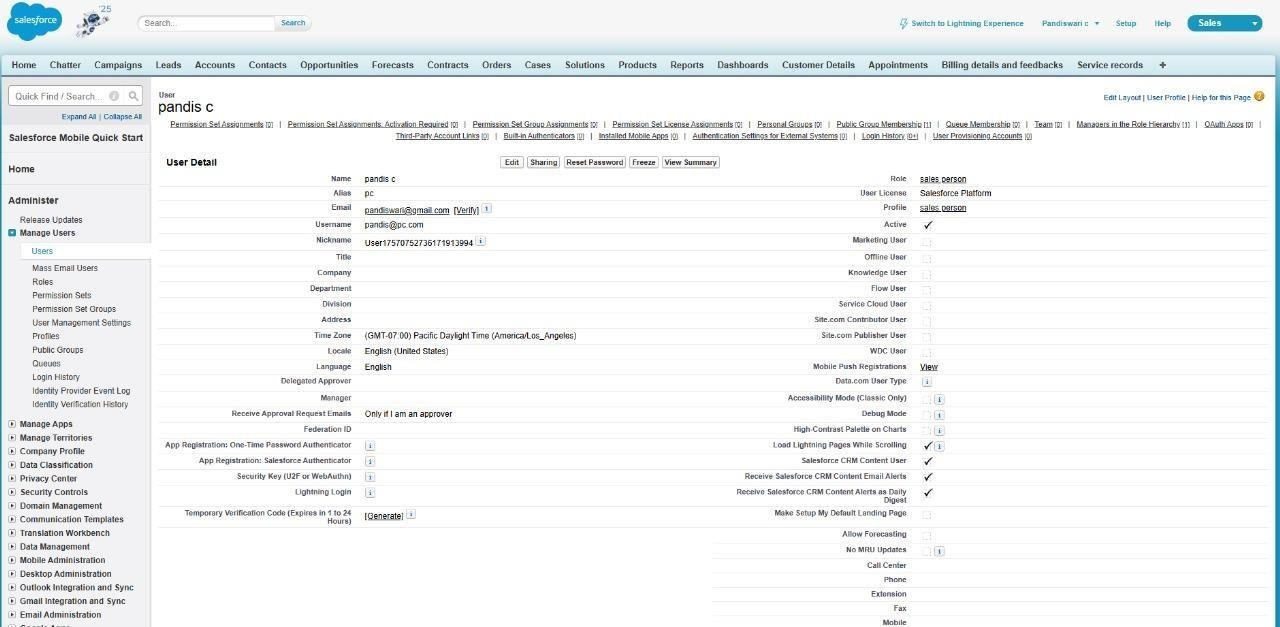 salesforce
'25
Search...
Search
Switch to Lightning Experience
Pandiswari c
Setup
Help
Sales
Home Chatter Campaigns Leads Accounts Contacts Opportunities Forecasts Contracts Orders Cases Solutions Products Reports Dashboards Customer Details Appointments Billing details and feedbacks Service records +
Quick Find / Search...
Expand All | Collapse All
Salesforce Mobile Quick Start
Home
Administer
Release Updates
Manage Users
Users
Mass Email Users
Roles
Permission Sets
Permission Set Groups
User Management Settings
Profiles
Public Groups
Queues
Login History
Identity Provider Event Log
Identity Verification History
Manage Apps
Manage Territories
Company Profile
Data Classification
Privacy Center
Security Controls
Domain Management
Communication Templates
Translation Workbench
Data Management
Mobile Administration
Desktop Administration
Outlook Integration and Sync
Gmail Integration and Sync
Email Administration
User
pandis c
Edit Layout | User Profile | Help for this Page
Permission Set Assignments [0] | Permission Set Assignments: Activation Required [0] | Permission Set Group Assignments [0] | Permission Set License Assignments [0] | Personal Groups [0] | Public Group Membership [1] | Queue Membership [0] | Team [0] | Managers in the Role Hierarchy [1] | OAuth Apps [0] |
Third-Party Account Links [0] | Built-in Authenticators [0] | Installed Mobile Apps [0] | Authentication Settings for External Systems [0] | Login History [0+] | User Provisioning Accounts [0]
User Detail
Edit Sharing Reset Password Freeze View Summary
Name pandis c
Alias pc
Email pandiswari@gmail.com [Verify]
Username pandis@pc.com
Nickname User17570752736171913994
Title
Company
Department
Division
Address
Time Zone (GMT-07:00) Pacific Daylight Time (America/Los_Angeles)
Locale English (United States)
Language English
Delegated Approver
Manager
Receive Approval Request Emails Only if I am an approver
Federation ID
App Registration: One-Time Password Authenticator
App Registration: Salesforce Authenticator
Security Key (U2F or WebAuthn)
Lightning Login
Temporary Verification Code (Expires in 1 to 24
Hours) [Generate]
Role sales person
User License Salesforce Platform
Profile sales person
Active
Marketing User
Offline User
Knowledge User
Flow User
Service Cloud User
Site.com Contributor User
Site.com Publisher User
WDC User
Mobile Push Registrations View
Data.com User Type
Accessibility Mode (Classic Only)
Debug Mode
High-Contrast Palette on Charts
Load Lightning Pages While Scrolling
Salesforce CRM Content User
Receive Salesforce CRM Content Email Alerts
Receive Salesforce CRM Content Alerts as Daily
Digest
Make Setup My Default Landing Page
Allow Forecasting
No MRU Updates
Call Center
Phone
Extension
Fax
Mobile